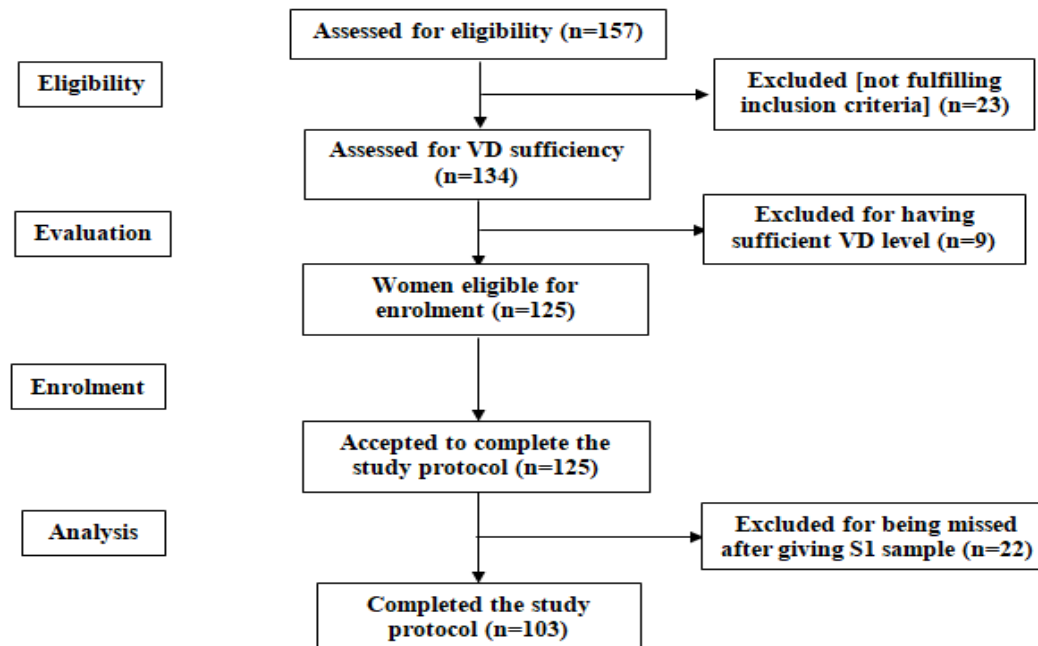 Assessed for eligibility (n=157)
Eligibility
Excluded [not fulfilling
inclusion criteria] (n=23)
Assessed for VD sufficiency
(n=134)
Evaluation
Excluded for having
sufficient VD level (n=9)
Women eligible for
enrolment (n=125)
Enrolment
Accepted to complete the
study protocol (n=125)
Analysis
Excluded for being missed
after giving S1 sample (n=22)
Completed the study
protocol (n=103)